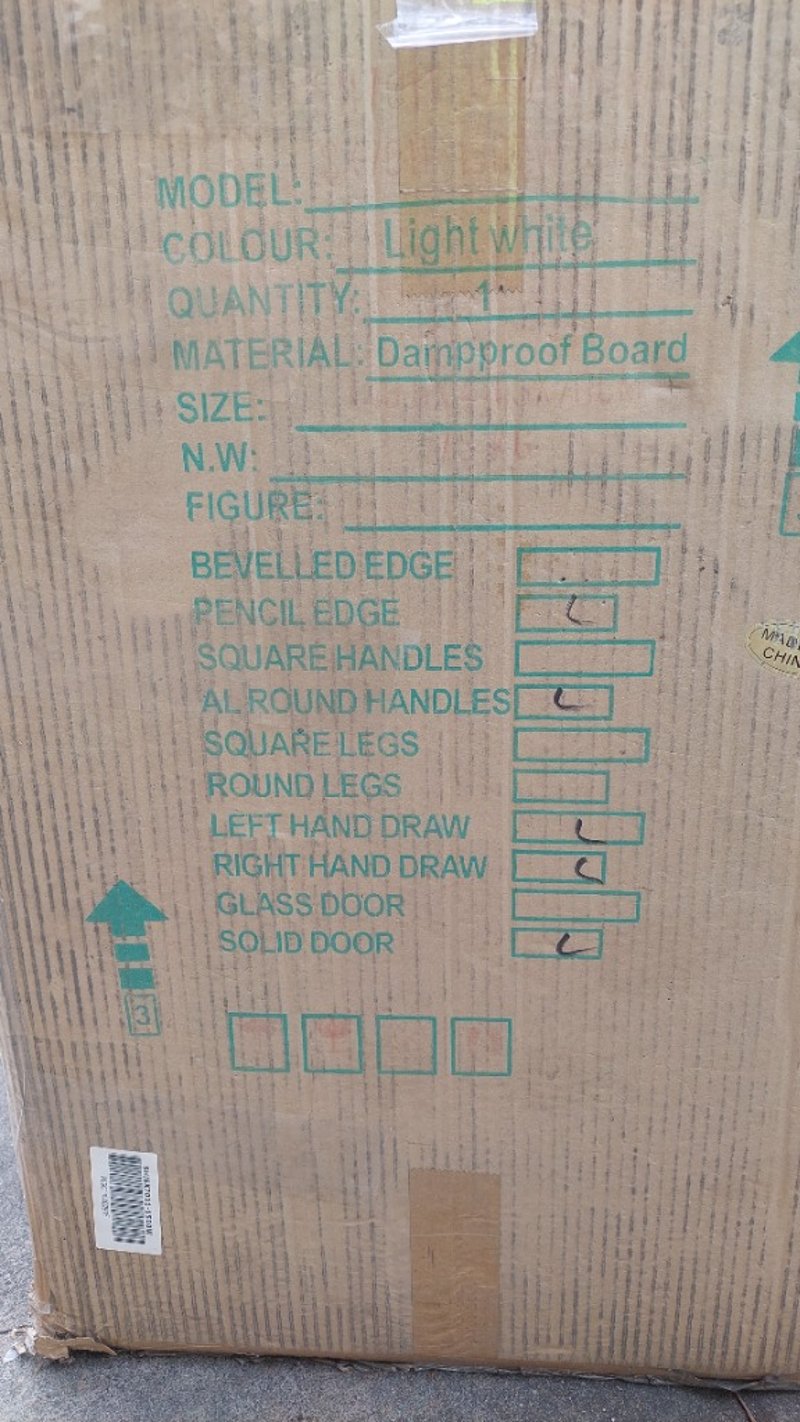 MODEL:
COLOUR: Light white
QUANTITY: 1
MATERIAL: Dampproof Board
SIZE:
N.W:
FIGURE:
BEVELLED EDGE
PENCIL EDGE
SQUARE HANDLES
AL ROUND HANDLES
SQUARE LEGS
ROUND LEGS
LEFT HAND DRAW
RIGHT HAND DRAW
GLASS DOOR
SOLID DOOR
3